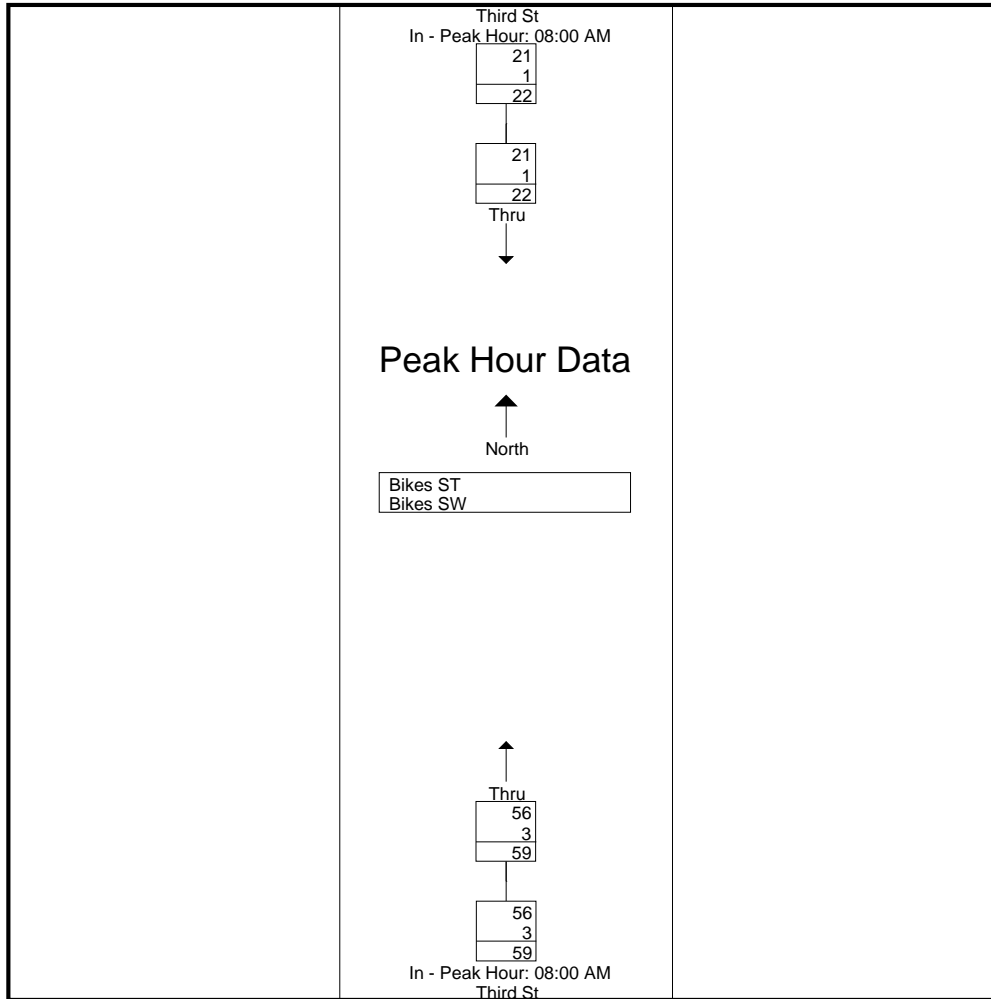 Third St
In - Peak Hour: 08:00 AM
21
1
22
21
1
22
Thru
Peak Hour Data
North
Bikes ST
Bikes SW
Thru
56
3
59
56
3
59
In - Peak Hour: 08:00 AM
Third St